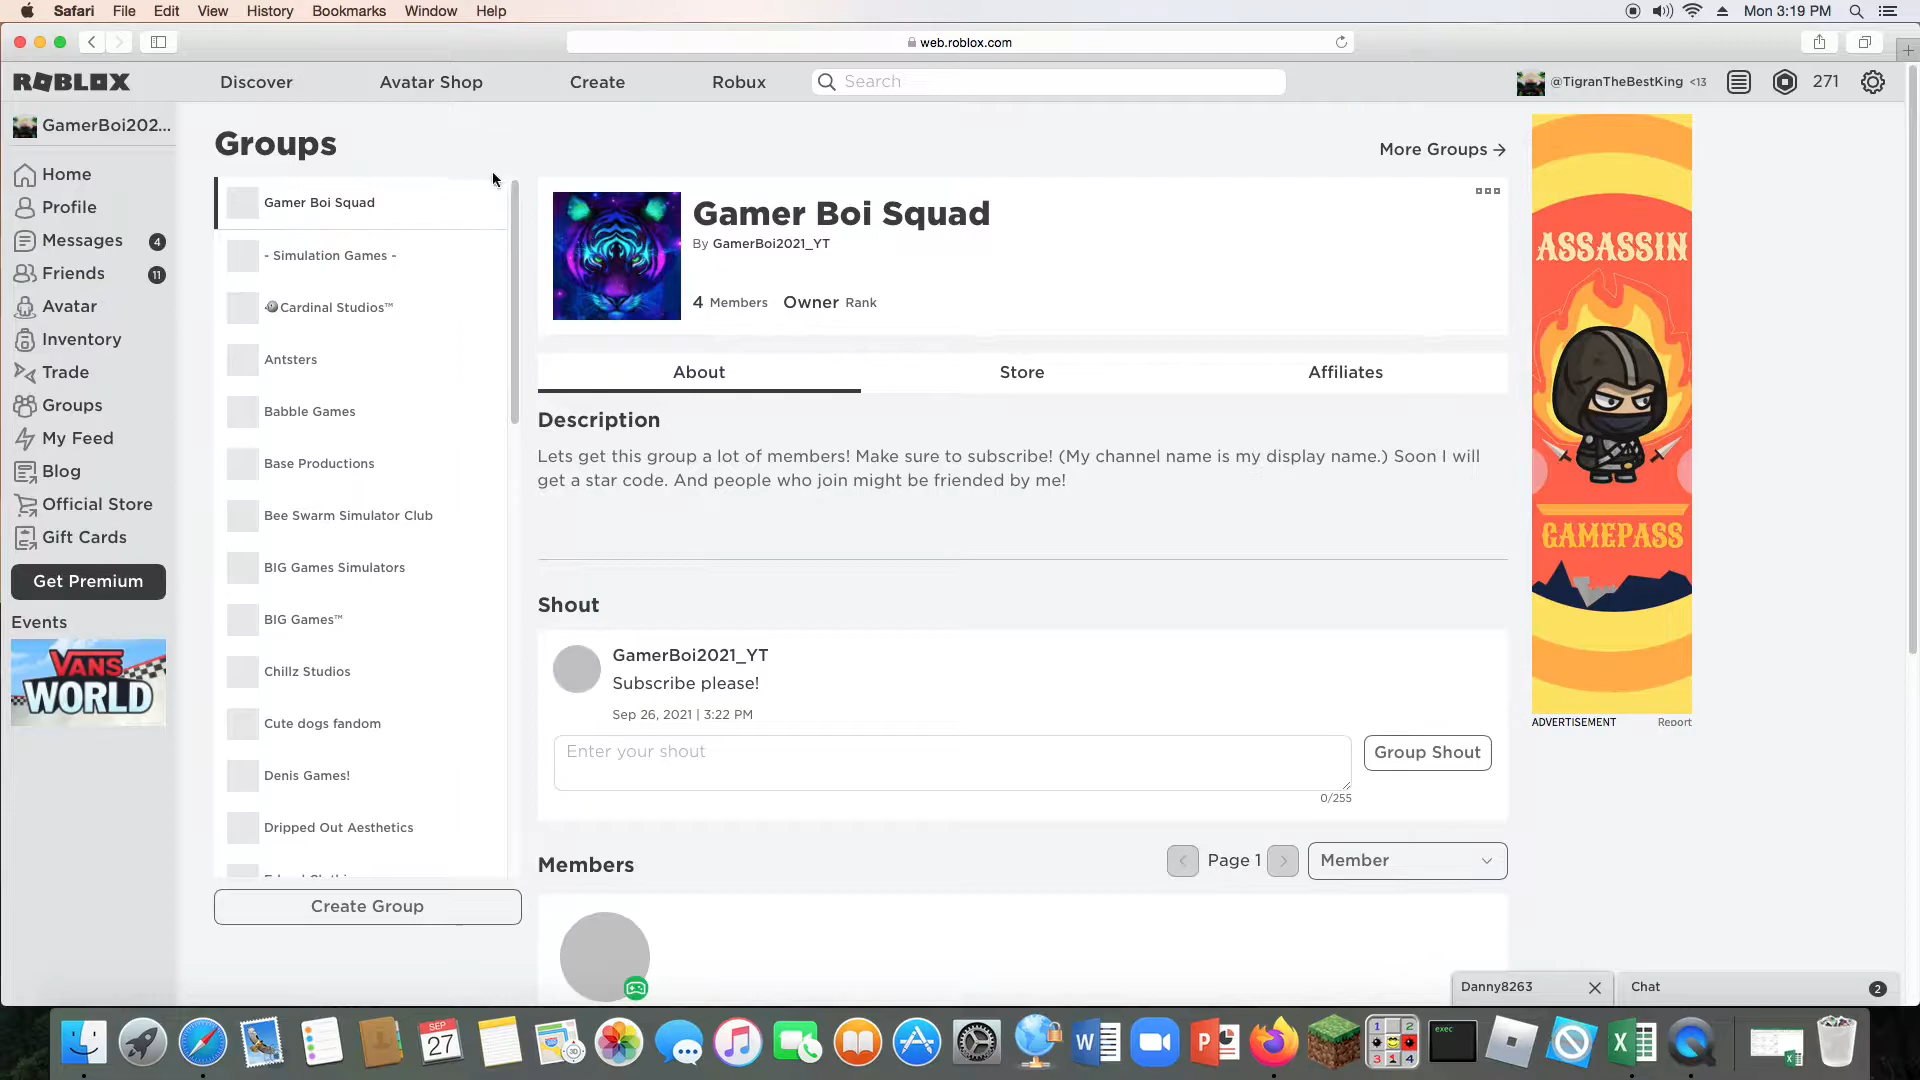 Safari File Edit View History Bookmarks Window Help Mon 3:19 PM
web.roblox.com
ROBLOX Discover Avatar Shop Create Robux Search @TigranTheBestKing <13 271
GamerBoi202...
Home
Profile
Messages 4
Friends 11
Avatar
Inventory
Trade
Groups
My Feed
Blog
Official Store
Gift Cards
Get Premium
Events
VANS
WORLD
Groups
More Groups →
Gamer Boi Squad
- Simulation Games -
Cardinal Studios™
Antsters
Babble Games
Base Productions
Bee Swarm Simulator Club
BIG Games Simulators
BIG Games™
Chillz Studios
Cute dogs fandom
Denis Games!
Dripped Out Aesthetics
Create Group
Gamer Boi Squad
By GamerBoi2021_YT
4 Members Owner Rank
About Store Affiliates
Description
Lets get this group a lot of members! Make sure to subscribe! (My channel name is my display name.) Soon I will
get a star code. And people who join might be friended by me!
Shout
GamerBoi2021_YT
Subscribe please!
Sep 26, 2021 | 3:22 PM
Enter your shout
Group Shout
0/255
Members
Page 1
Member
ASSASSIN
GAMEPASS
ADVERTISEMENT Report
Danny8263
Chat 2
SEP
27
3D
W
P
1 2
3 1 4
exec
X